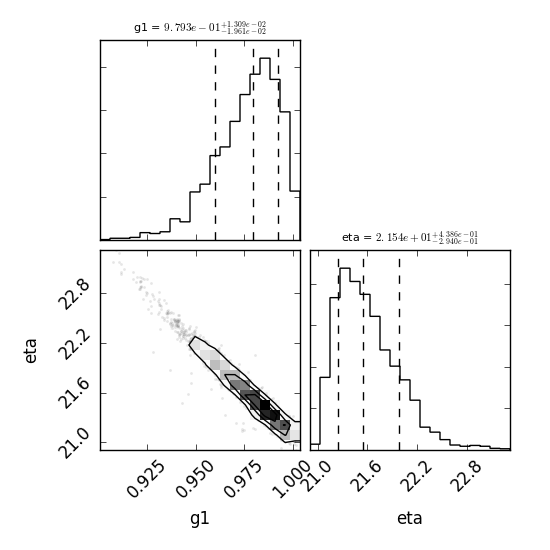 g1 = 9.793e − 01 +1.309e−02 −1.961e−02
eta = 2.154e + 01 +4.386e−01 −2.940e−01
22.8
22.2
21.6
21.0
eta
0.925
0.950
0.975
1.000
21.0
21.6
22.2
22.8
g1
eta